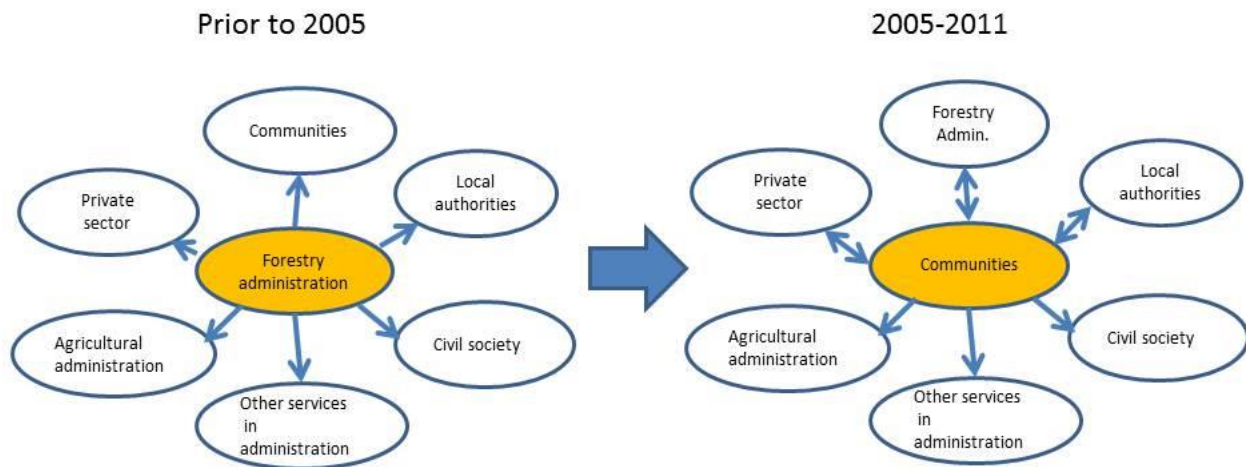 Prior to 2005
Communities
Private
sector
Local
authorities
Forestry
administration
Agricultural
administration
Civil society
Other services
in
administration
2005-2011
Forestry
Admin.
Private
sector
Local
authorities
Communities
Agricultural
administration
Civil society
Other services
in
administration